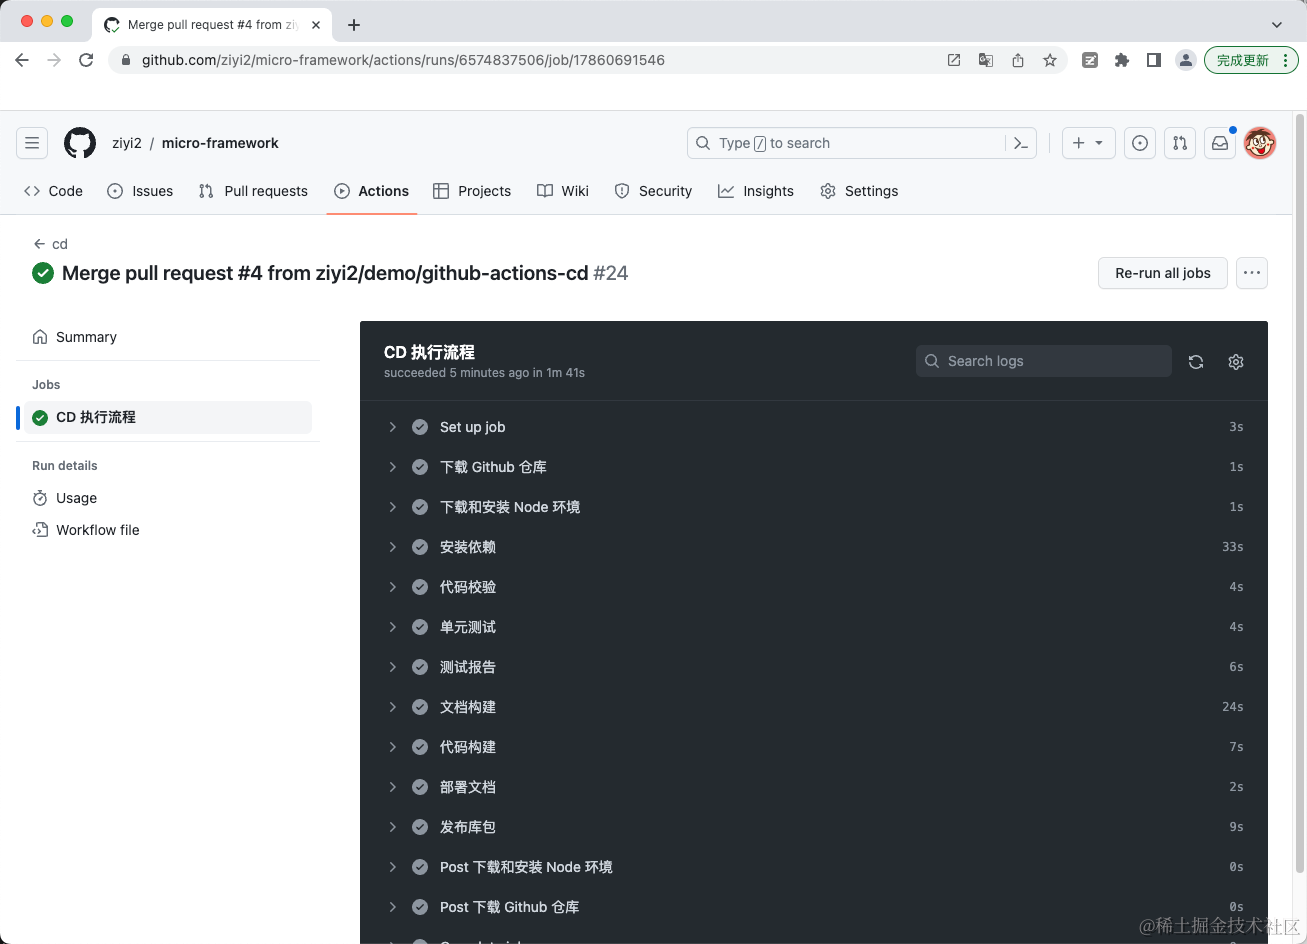 Merge pull request #4 from ziy
github.com/ziyi2/micro-framework/actions/runs/6574837506/job/17860691546
完成更新
ziyi2 / micro-framework
Type / to search
Code Issues Pull requests Actions Projects Wiki Security Insights Settings
cd
Merge pull request #4 from ziyi2/demo/github-actions-cd #24
Re-run all jobs
Summary
Jobs
CD 执行流程
Run details
Usage
Workflow file
CD 执行流程
succeeded 5 minutes ago in 1m 41s
Search logs
Set up job 3s
下载 Github 仓库 1s
下载和安装 Node 环境 1s
安装依赖 33s
代码校验 4s
单元测试 4s
测试报告 6s
文档构建 24s
代码构建 7s
部署文档 2s
发布库包 9s
Post 下载和安装 Node 环境 0s
Post 下载 Github 仓库 0s
@稀土掘金技术社区